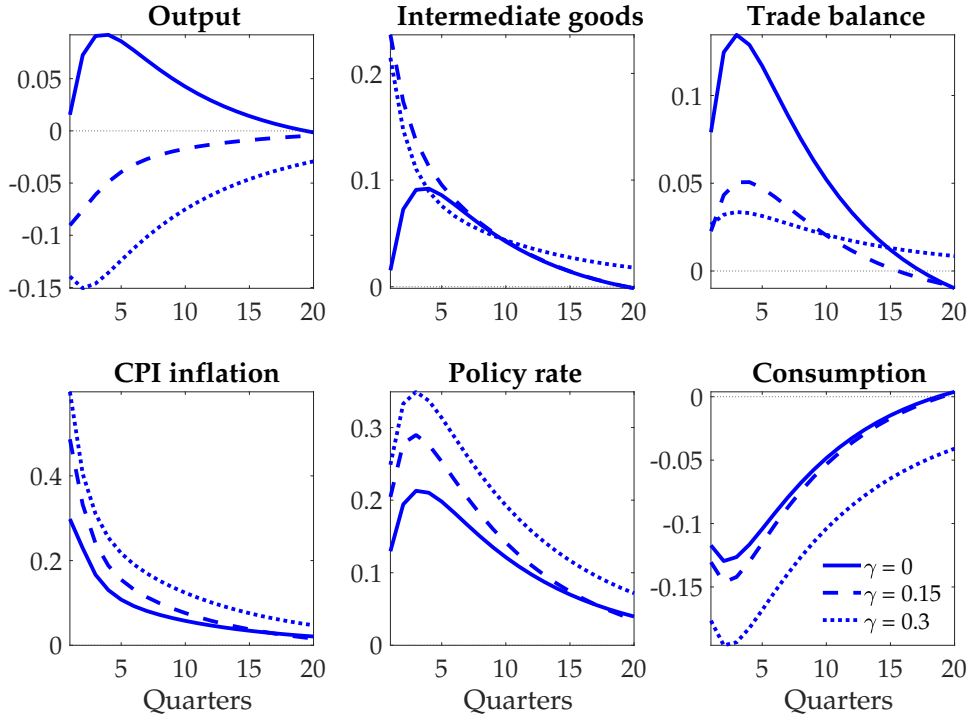 Output
Intermediate goods
Trade balance
0.05
0
-0.05
-0.1
-0.15
5 10 15 20
0.2
0.1
0
5 10 15 20
0.1
0.05
0
5 10 15 20
CPI inflation
Policy rate
Consumption
0.4
0.2
0
5 10 15 20
Quarters
0.3
0.2
0.1
0
5 10 15 20
Quarters
0
-0.05
-0.1
-0.15
γ = 0
γ = 0.15
γ = 0.3
5 10 15 20
Quarters